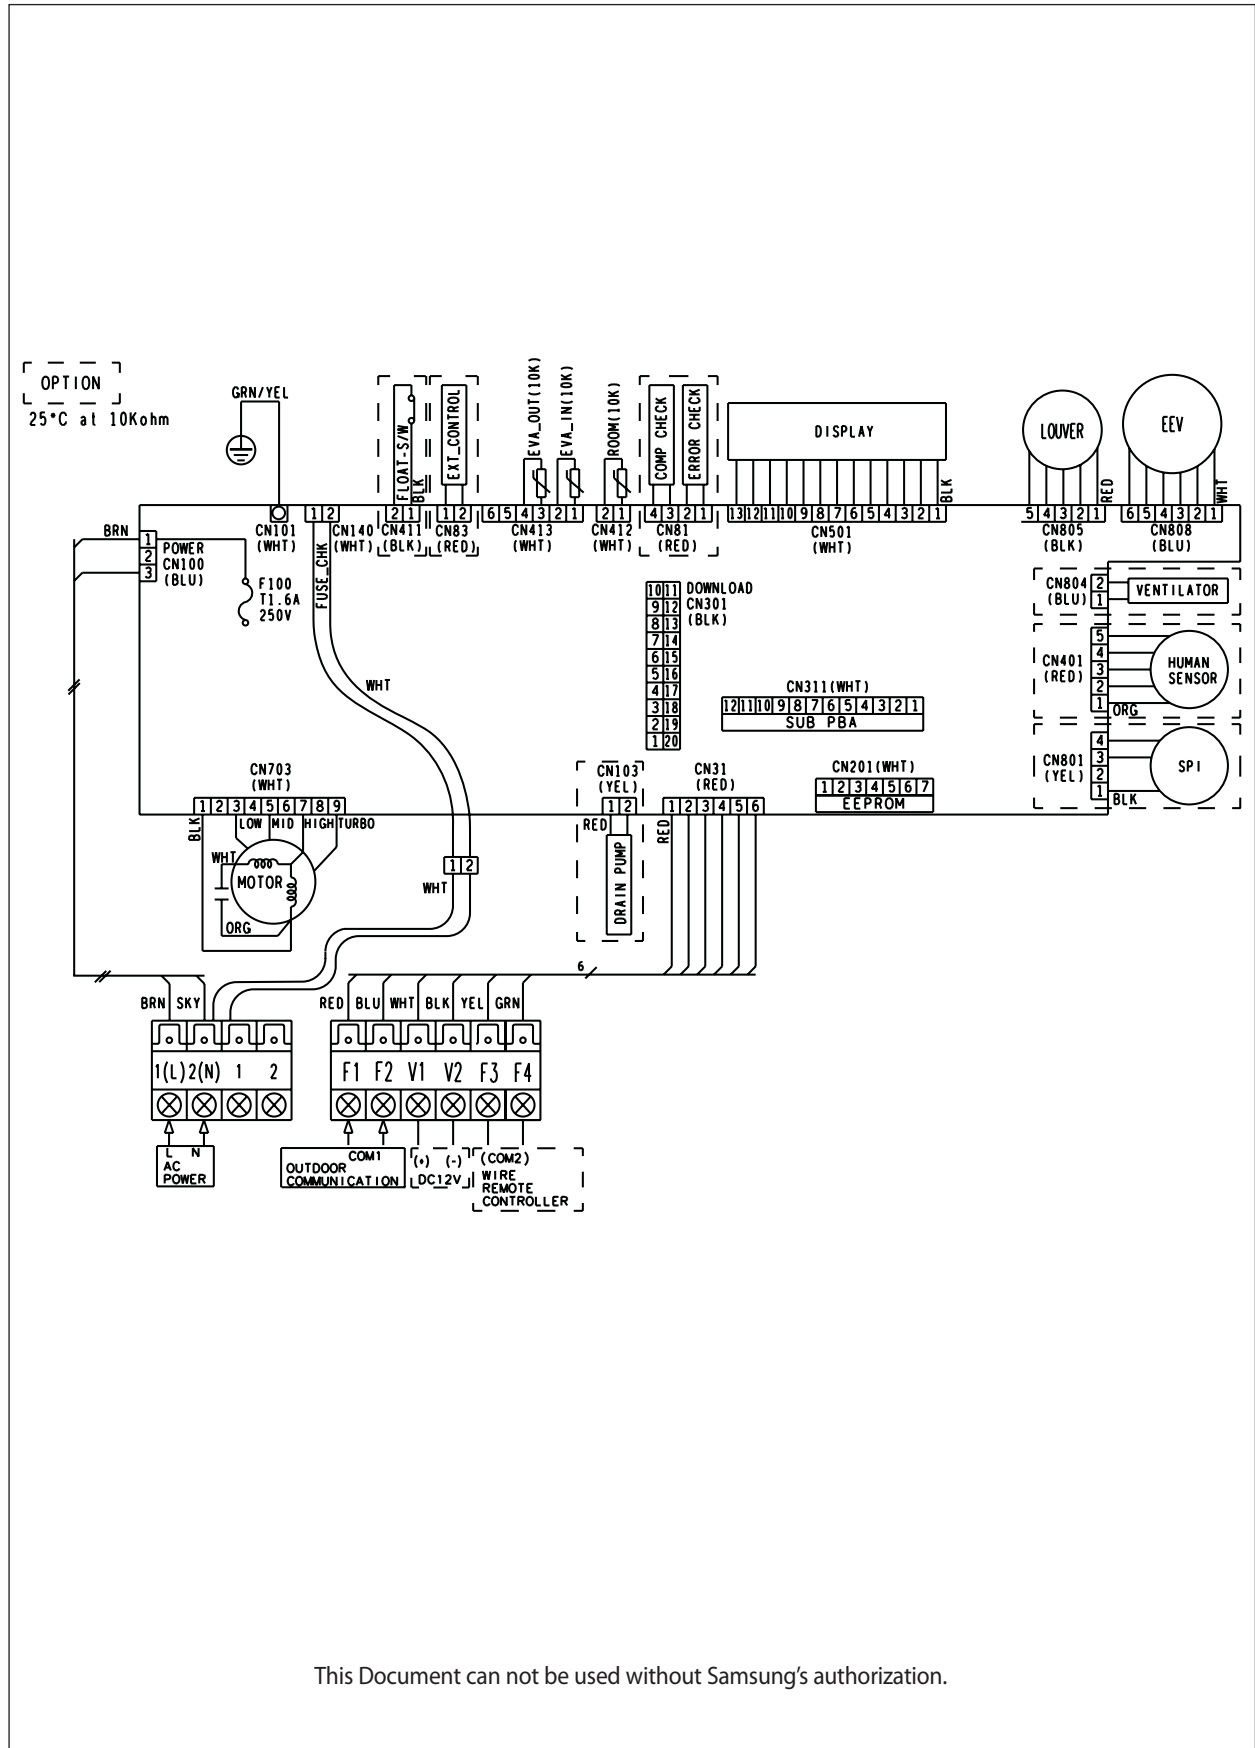 OPTION
25°C at 10Kohm
GRN/YEL
CN101
(WHT)
1 2
CN140
(WHT)
FUSE_CHK
FLOAT-S/W
BLK
2 1
CN411
(BLK)
EXT_CONTROL
1 2
CN83
(RED)
EVA_OUT(10K)
EVA_IN(10K)
6 5 4 3 2 1
CN413
(WHT)
ROOM(10K)
2 1
CN412
(WHT)
COMP CHECK
ERROR CHECK
4 3 2 1
CN81
(RED)
DISPLAY
BLK
13 12 11 10 9 8 7 6 5 4 3 2 1
CN501
(WHT)
LOUVER
RED
5 4 3 2 1
CN805
(BLK)
EEV
WHT
6 5 4 3 2 1
CN808
(BLU)
BRN
1
2
3
POWER
CN100
(BLU)
F100
T1.6A
250V
WHT
10 11 DOWNLOAD
9 12 CN301
8 13 (BLK)
7 14
6 15
5 16
4 17
3 18
2 19
1 20
CN311(WHT)
12 11 10 9 8 7 6 5 4 3 2 1
SUB PBA
CN804
(BLU)
2
1
VENTILATOR
CN401
(RED)
5
4
3
2
1
ORG
HUMAN
SENSOR
CN801
(YEL)
4
3
2
1
BLK
SPI
CN703
(WHT)
1 2 3 4 5 6 7 8 9
BLK
LOW MID HIGH TURBO
WHT
MOTOR
ORG
1 2
WHT
CN103
(YEL)
1 2
RED
DRAIN PUMP
CN31
(RED)
1 2 3 4 5 6
RED
CN201(WHT)
1 2 3 4 5 6 7
EEPROM
6
BRN SKY
1(L) 2(N) 1 2
L N
AC
POWER
RED BLU WHT BLK YEL GRN
F1 F2 V1 V2 F3 F4
COM1
OUTDOOR
COMMUNICATION
(+) (-)
DC12V
(COM2)
WIRE
REMOTE
CONTROLLER
This Document can not be used without Samsung's authorization.